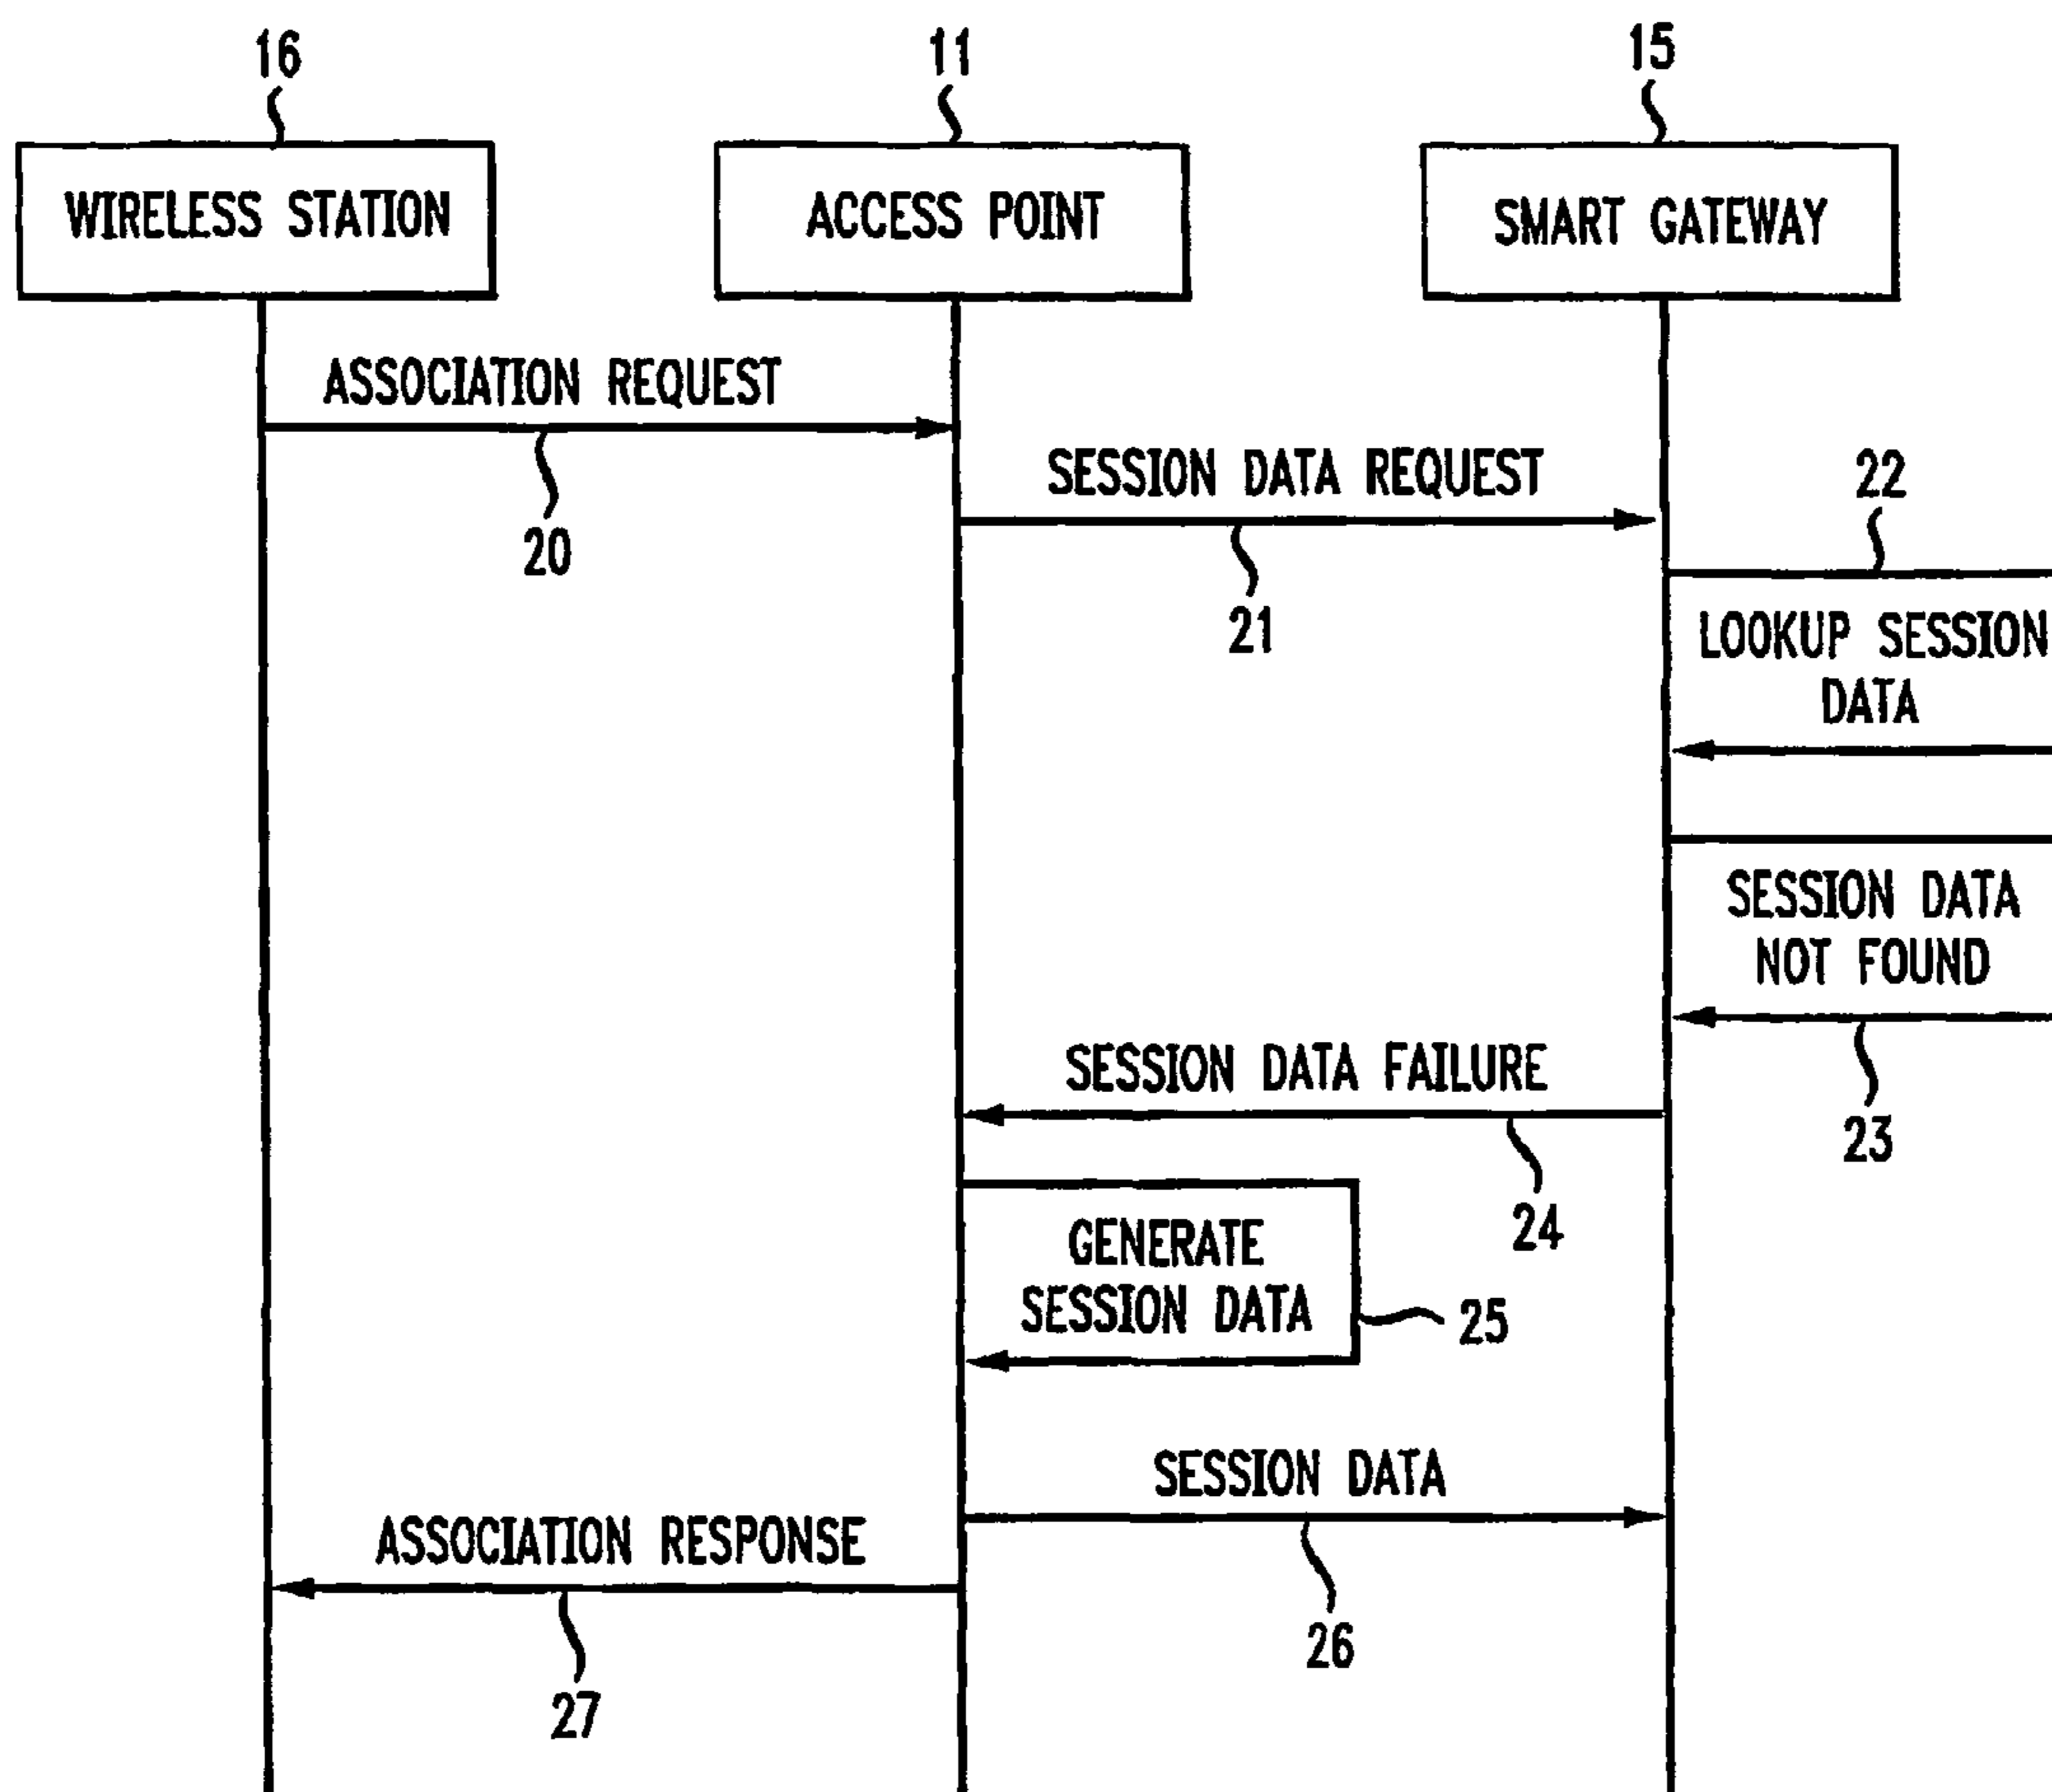 16
11
15
WIRELESS STATION
ACCESS POINT
SMART GATEWAY
ASSOCIATION REQUEST
20
SESSION DATA REQUEST
21
22
LOOKUP SESSION
DATA
SESSION DATA
NOT FOUND
23
SESSION DATA FAILURE
24
GENERATE
SESSION DATA
25
SESSION DATA
26
ASSOCIATION RESPONSE
27